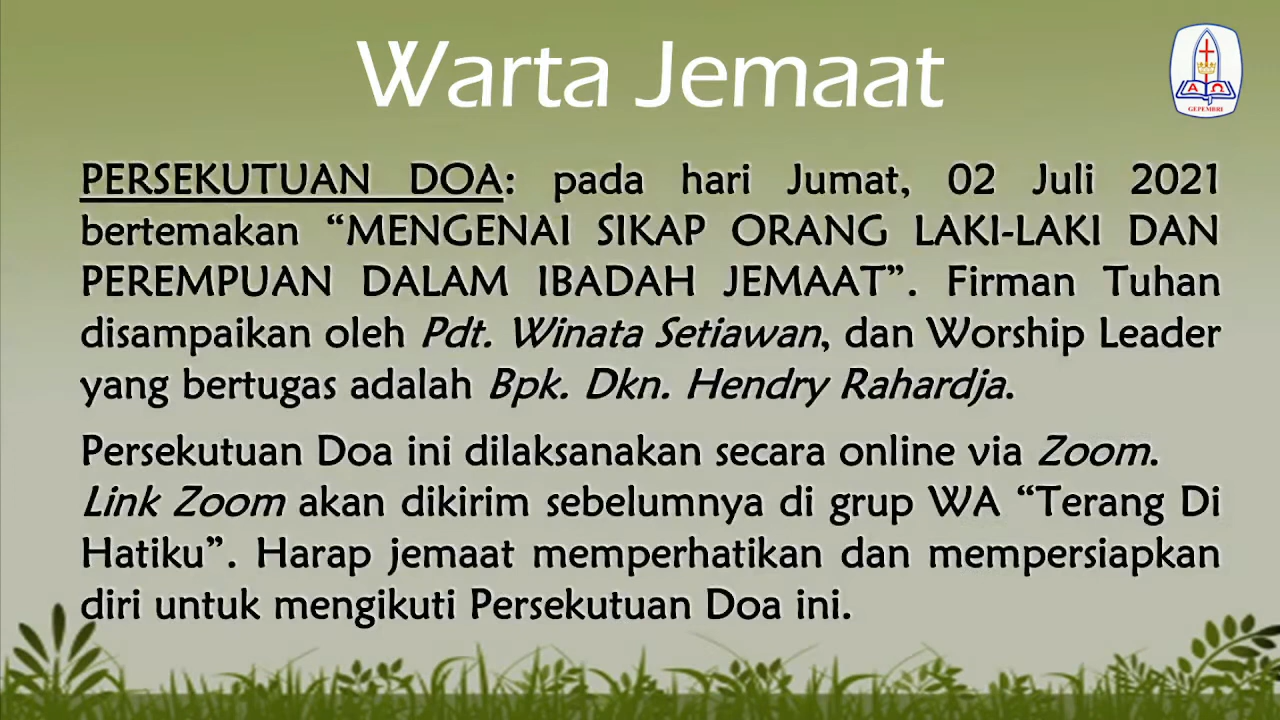 Warta Jemaat
A Ω
GEPEMBRI
PERSEKUTUAN DOA: pada hari Jumat, 02 Juli 2021
bertemakan “MENGENAI SIKAP ORANG LAKI-LAKI DAN
PEREMPUAN DALAM IBADAH JEMAAT”. Firman Tuhan
disampaikan oleh Pdt. Winata Setiawan, dan Worship Leader
yang bertugas adalah Bpk. Dkn. Hendry Rahardja.
Persekutuan Doa ini dilaksanakan secara online via Zoom.
Link Zoom akan dikirim sebelumnya di grup WA “Terang Di
Hatiku”. Harap jemaat memperhatikan dan mempersiapkan
diri untuk mengikuti Persekutuan Doa ini.